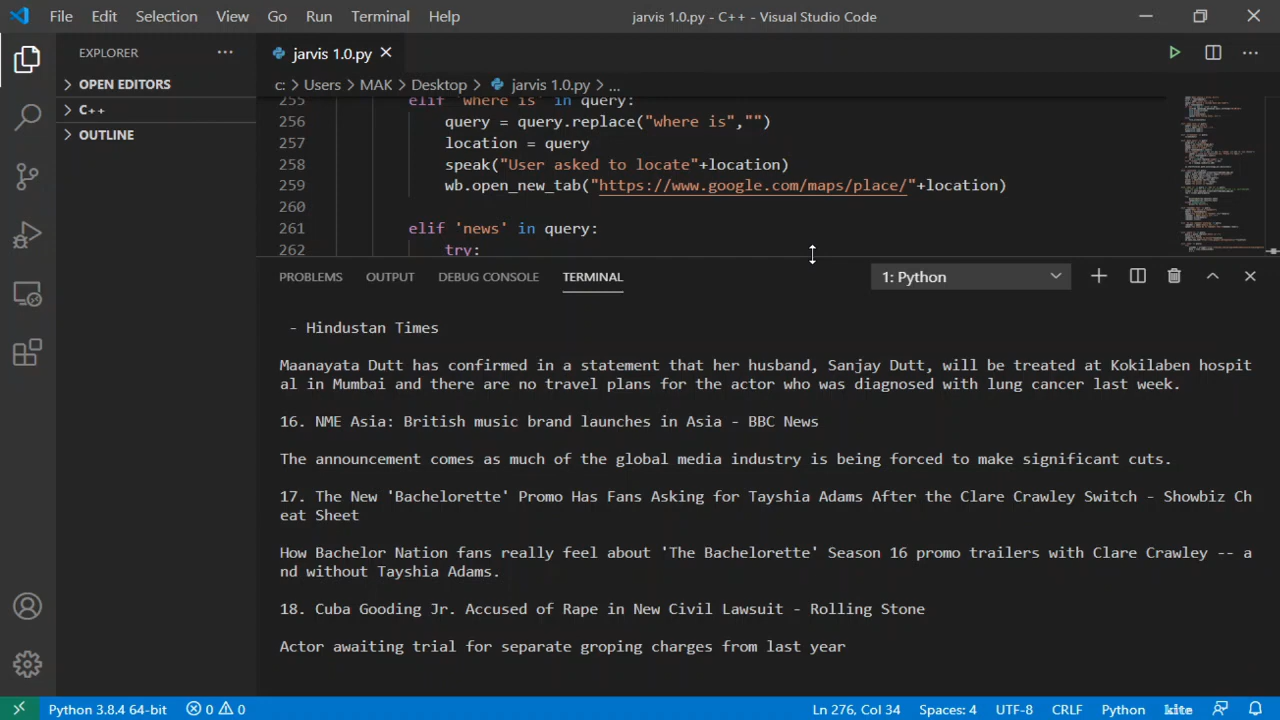 File Edit Selection View Go Run Terminal Help jarvis 1.0.py - C++ - Visual Studio Code
EXPLORER ...
OPEN EDITORS
C++
OUTLINE
jarvis 1.0.py
c: > Users > MAK > Desktop > jarvis 1.0.py > ...
255 elif 'where is' in query:
256 query = query.replace("where is","")
257 location = query
258 speak("User asked to locate"+location)
259 wb.open_new_tab("https://www.google.com/maps/place/"+location)
260
261 elif 'news' in query:
262 try:
PROBLEMS OUTPUT DEBUG CONSOLE TERMINAL 1: Python
- Hindustan Times
Maanayata Dutt has confirmed in a statement that her husband, Sanjay Dutt, will be treated at Kokilaben hospit
al in Mumbai and there are no travel plans for the actor who was diagnosed with lung cancer last week.
16. NME Asia: British music brand launches in Asia - BBC News
The announcement comes as much of the global media industry is being forced to make significant cuts.
17. The New 'Bachelorette' Promo Has Fans Asking for Tayshia Adams After the Clare Crawley Switch - Showbiz Ch
eat Sheet
How Bachelor Nation fans really feel about 'The Bachelorette' Season 16 promo trailers with Clare Crawley -- a
nd without Tayshia Adams.
18. Cuba Gooding Jr. Accused of Rape in New Civil Lawsuit - Rolling Stone
Actor awaiting trial for separate groping charges from last year
Python 3.8.4 64-bit 0 0 Ln 276, Col 34 Spaces: 4 UTF-8 CRLF Python kite